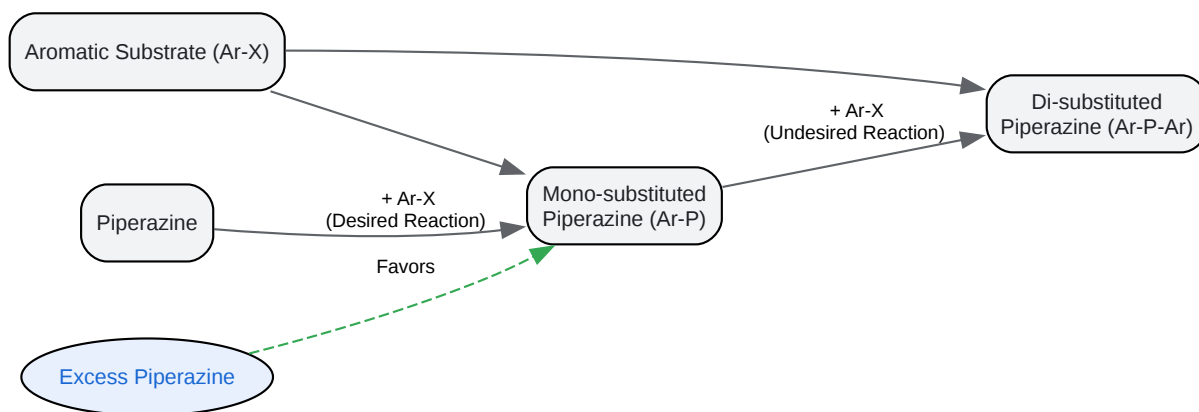 Aromatic Substrate (Ar-X)
+ Ar-X
(Undesired Reaction)
Di-substituted
Piperazine (Ar-P-Ar)
Piperazine
+ Ar-X
(Desired Reaction)
Mono-substituted
Piperazine (Ar-P)
Favors
Excess Piperazine